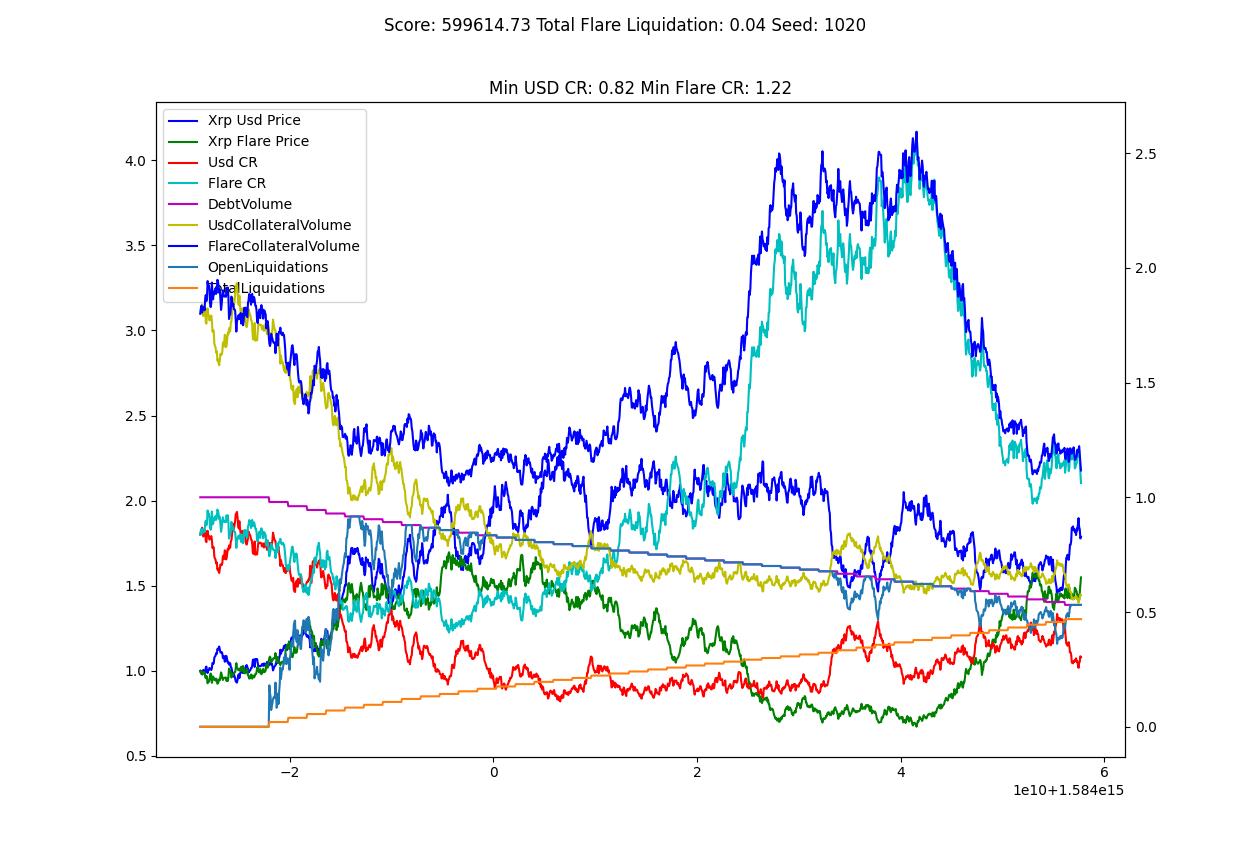 Score: 599614.73 Total Flare Liquidation: 0.04 Seed: 1020
Min USD CR: 0.82 Min Flare CR: 1.22
Xrp Usd Price
Xrp Flare Price
Usd CR
Flare CR
DebtVolume
UsdCollateralVolume
FlareCollateralVolume
OpenLiquidations
TotalLiquidations
4.0
3.5
3.0
2.5
2.0
1.5
1.0
0.5
2.5
2.0
1.5
1.0
0.5
0.0
−2 0 2 4 6
1e10+1.584e15